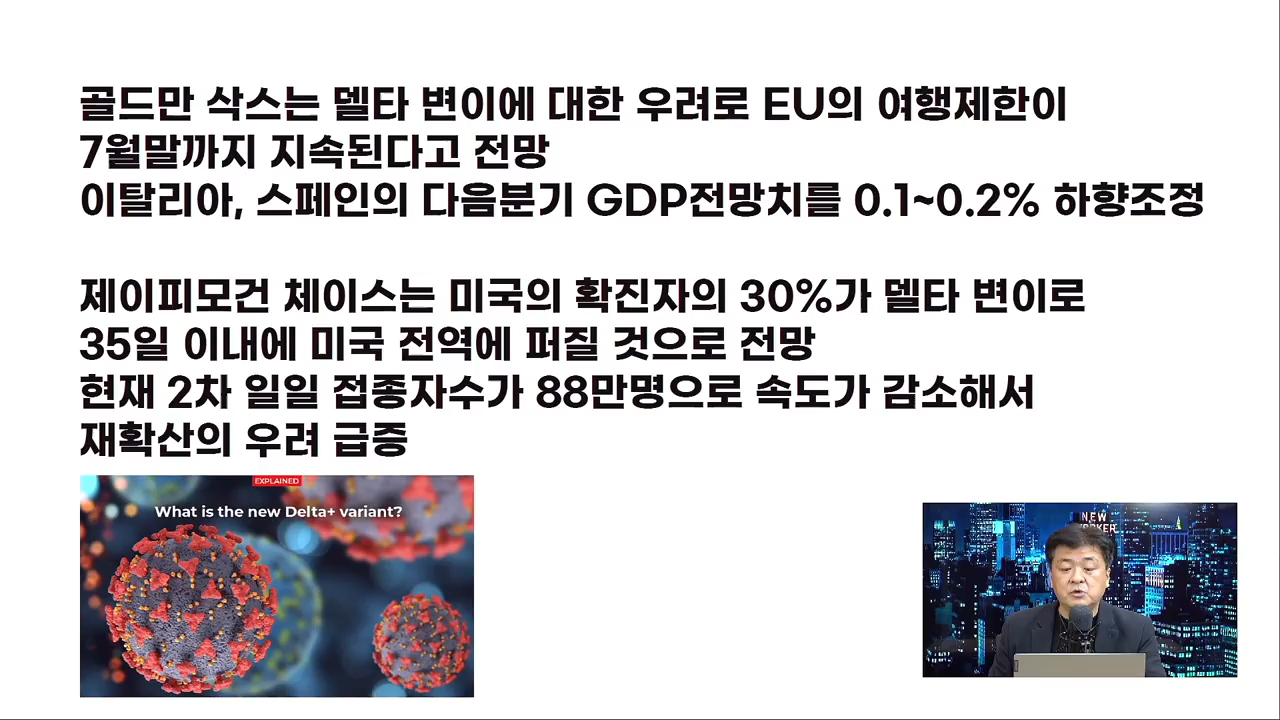 골드만 삭스는 델타 변이에 대한 우려로 EU의 여행제한이
7월말까지 지속된다고 전망
이탈리아, 스페인의 다음분기 GDP전망치를 0.1~0.2% 하향조정
제이피모건 체이스는 미국의 확진자의 30%가 델타 변이로
35일 이내에 미국 전역에 퍼질 것으로 전망
현재 2차 일일 접종자수가 88만명으로 속도가 감소해서
재확산의 우려 급증
EXPLAINED
What is the new Delta+ variant?
NEW